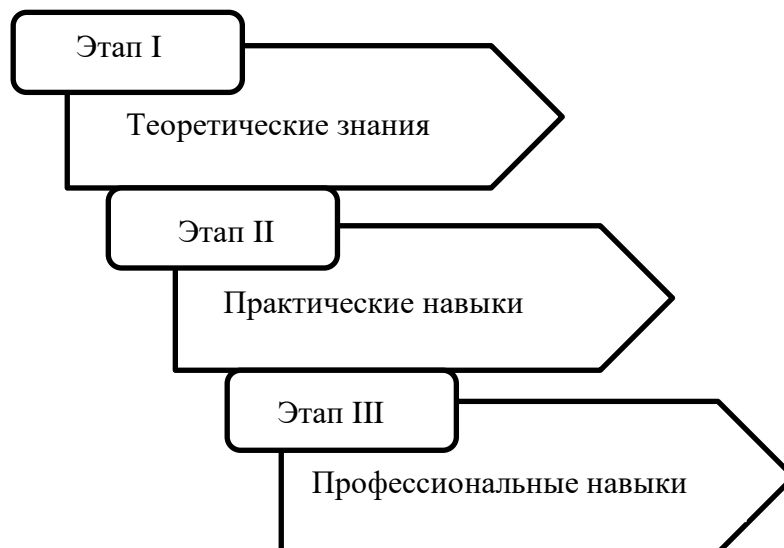 Этап I
Теоретические знания
Этап II
Практические навыки
Этап III
Профессиональные навыки